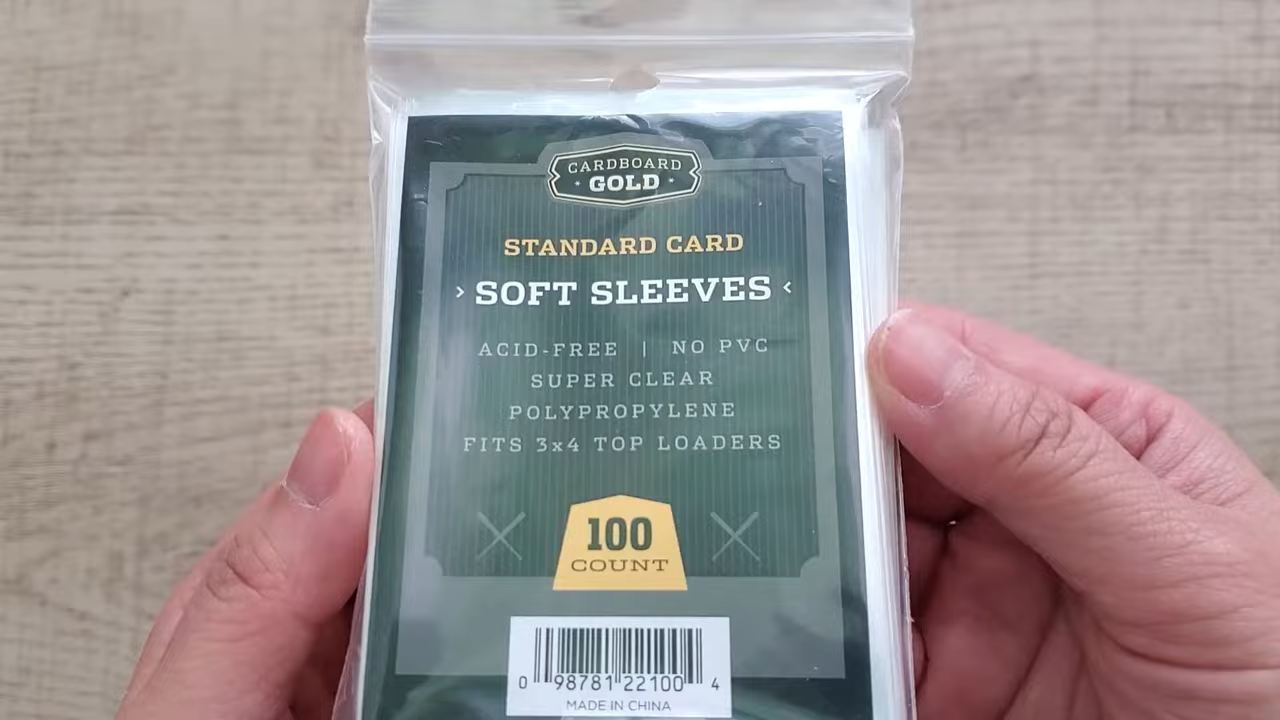 CARDBOARD
GOLD
STANDARD CARD
› SOFT SLEEVES ‹
ACID-FREE | NO PVC
SUPER CLEAR
POLYPROPYLENE
FITS 3x4 TOP LOADERS
100
COUNT
0 98781 22100 4
MADE IN CHINA